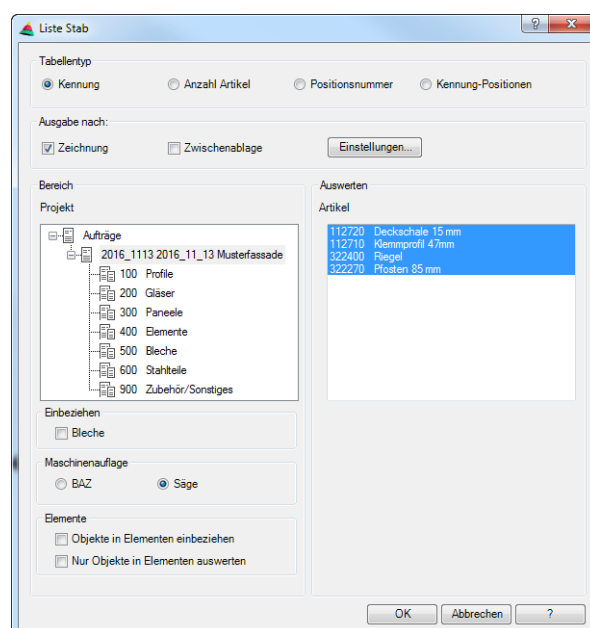 Liste Stab
?
Tabellentyp
Kennung Anzahl Artikel Positionsnummer Kennung-Positionen
Ausgabe nach:
Zeichnung Zwischenablage Einstellungen...
Bereich
Projekt
Aufträge
2016_1113 2016_11_13 Musterfassade
100 Profile
200 Gläser
300 Paneele
400 Elemente
500 Bleche
600 Stahlteile
900 Zubehör/Sonstiges
Auswerten
Artikel
112720 Deckschale 15 mm
112710 Klemmprofil 47mm
322400 Riegel
322270 Pfosten 85 mm
Einbeziehen
Bleche
Maschinenauflage
BAZ Säge
Elemente
Objekte in Elementen einbeziehen
Nur Objekte in Elementen auswerten
OK Abbrechen ?